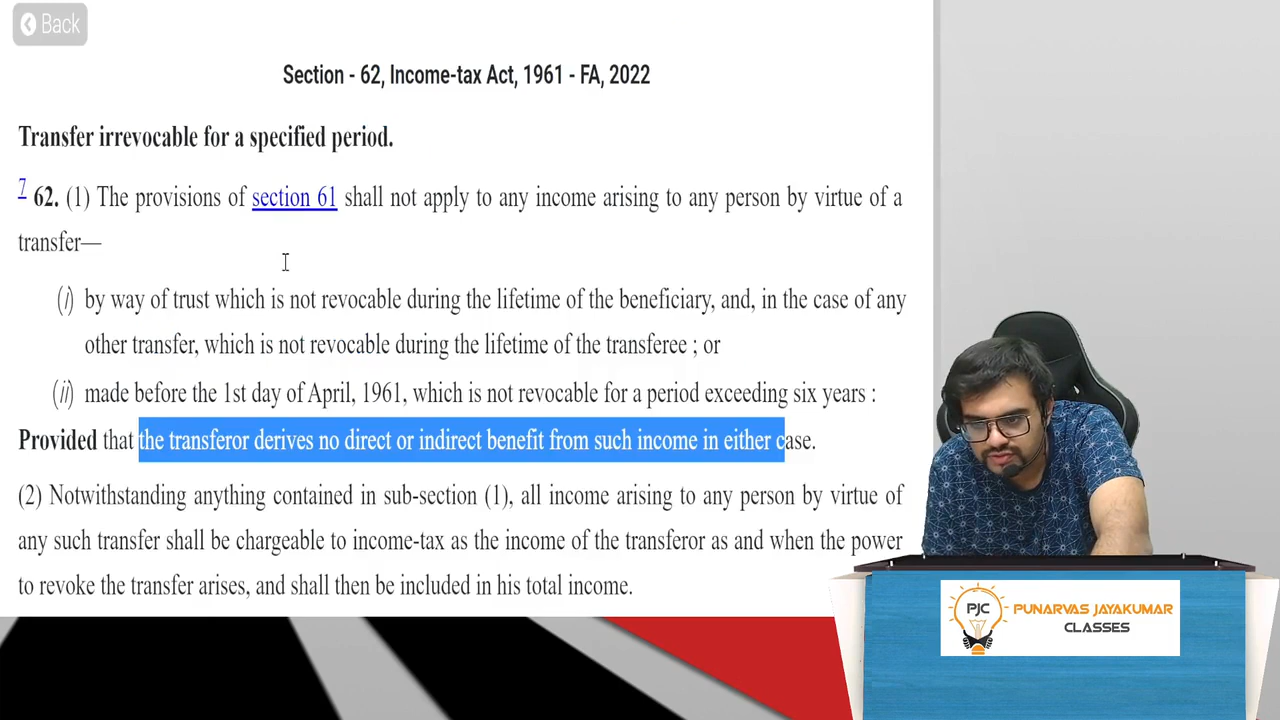 Back
Section - 62, Income-tax Act, 1961 - FA, 2022
Transfer irrevocable for a specified period.
7 62. (1) The provisions of section 61 shall not apply to any income arising to any person by virtue of a
transfer—
(i) by way of trust which is not revocable during the lifetime of the beneficiary, and, in the case of any
other transfer, which is not revocable during the lifetime of the transferee ; or
(ii) made before the 1st day of April, 1961, which is not revocable for a period exceeding six years :
Provided that the transferor derives no direct or indirect benefit from such income in either case.
(2) Notwithstanding anything contained in sub-section (1), all income arising to any person by virtue of
any such transfer shall be chargeable to income-tax as the income of the transferor as and when the power
to revoke the transfer arises, and shall then be included in his total income.
PJC
PUNARVAS JAYAKUMAR
CLASSES